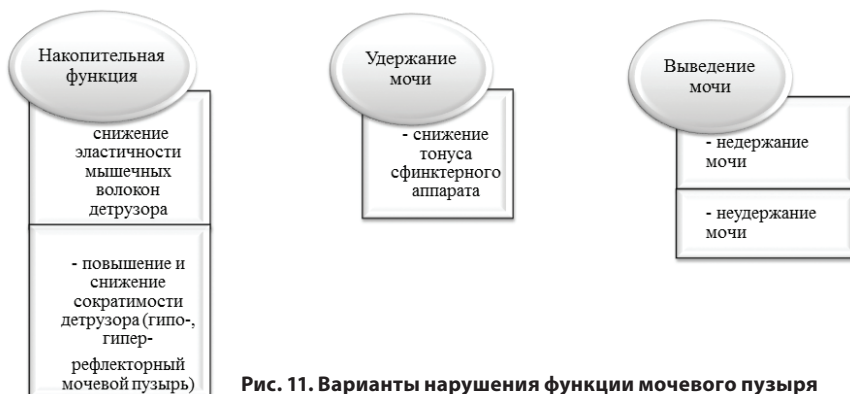 Накопительная
функция
снижение
эластичности
мышечных
волокон
детрузора
- повышение и
снижение
сократимости
детрузора (гипо-,
гипер-
рефлекторный
мочевой пузырь)
Удержание
мочи
- снижение
тонуса
сфинктерного
аппарата
Выведение
мочи
- недержание
мочи
- неудержание
мочи
Рис. 11. Варианты нарушения функции мочевого пузыря